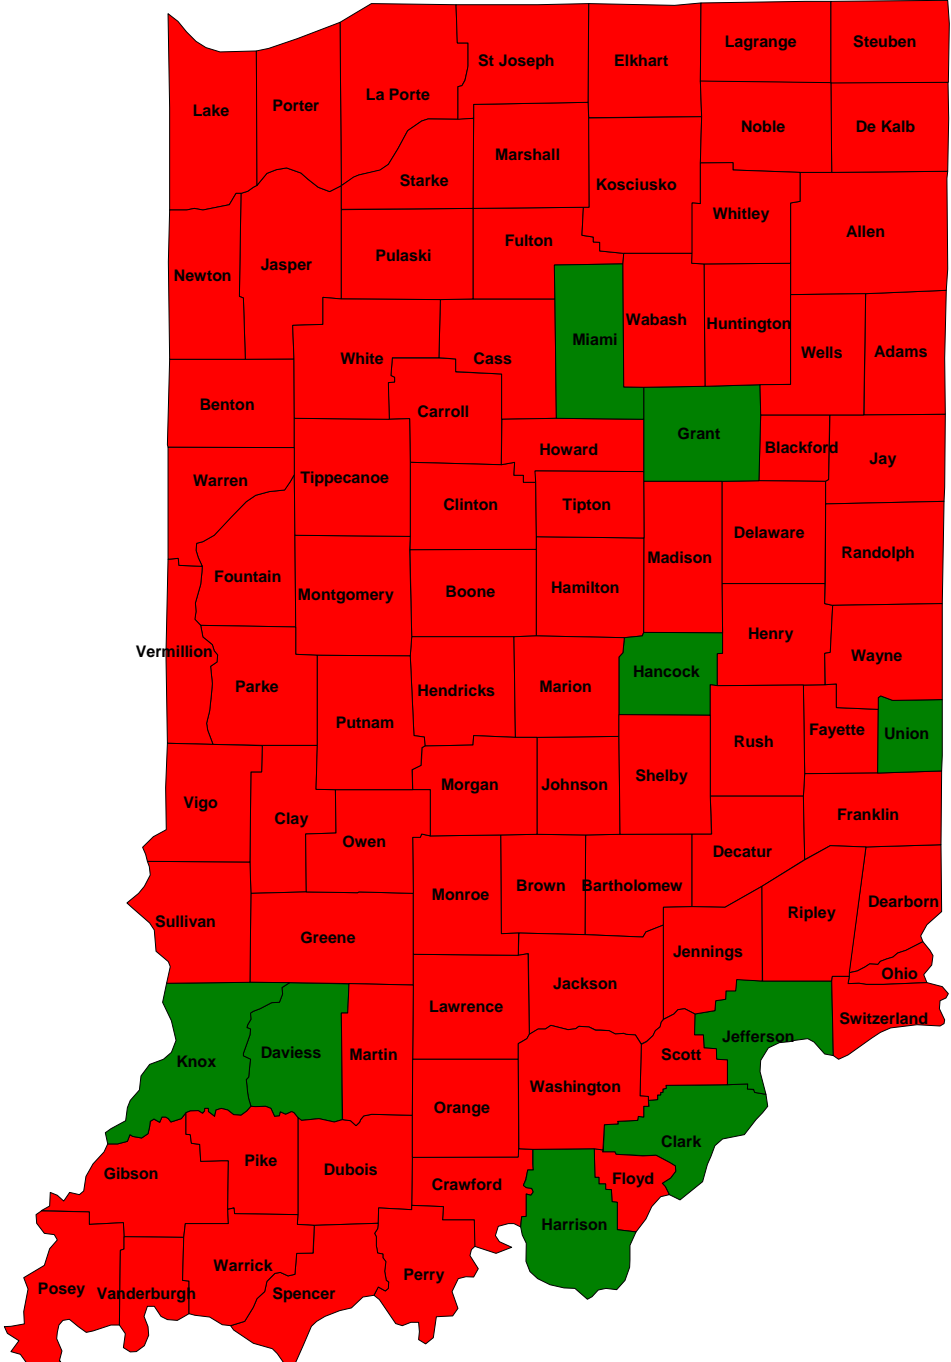 Lagrange
Steuben
St Joseph
Elkhart
La Porte
Lake
Porter
Noble
De Kalb
Marshall
Starke
Kosciusko
Whitley
Allen
Fulton
Pulaski
Jasper
Newton
Wabash
Huntington
Miami
Wells
Adams
White
Cass
Benton
Carroll
Grant
Blackford
Howard
Jay
Tippecanoe
Warren
Clinton
Tipton
Delaware
Randolph
Madison
Fountain
Hamilton
Boone
Montgomery
Henry
Vermillion
Wayne
Hancock
Parke
Marion
Hendricks
Putnam
Fayette
Union
Rush
Shelby
Morgan
Johnson
Vigo
Clay
Franklin
Owen
Decatur
Brown
Bartholomew
Monroe
Dearborn
Ripley
Sullivan
Greene
Jennings
Ohio
Jackson
Lawrence
Switzerland
Jefferson
Daviess
Martin
Scott
Knox
Washington
Orange
Clark
Pike
Dubois
Gibson
Floyd
Crawford
Harrison
Warrick
Perry
Posey
Vanderburgh
Spencer